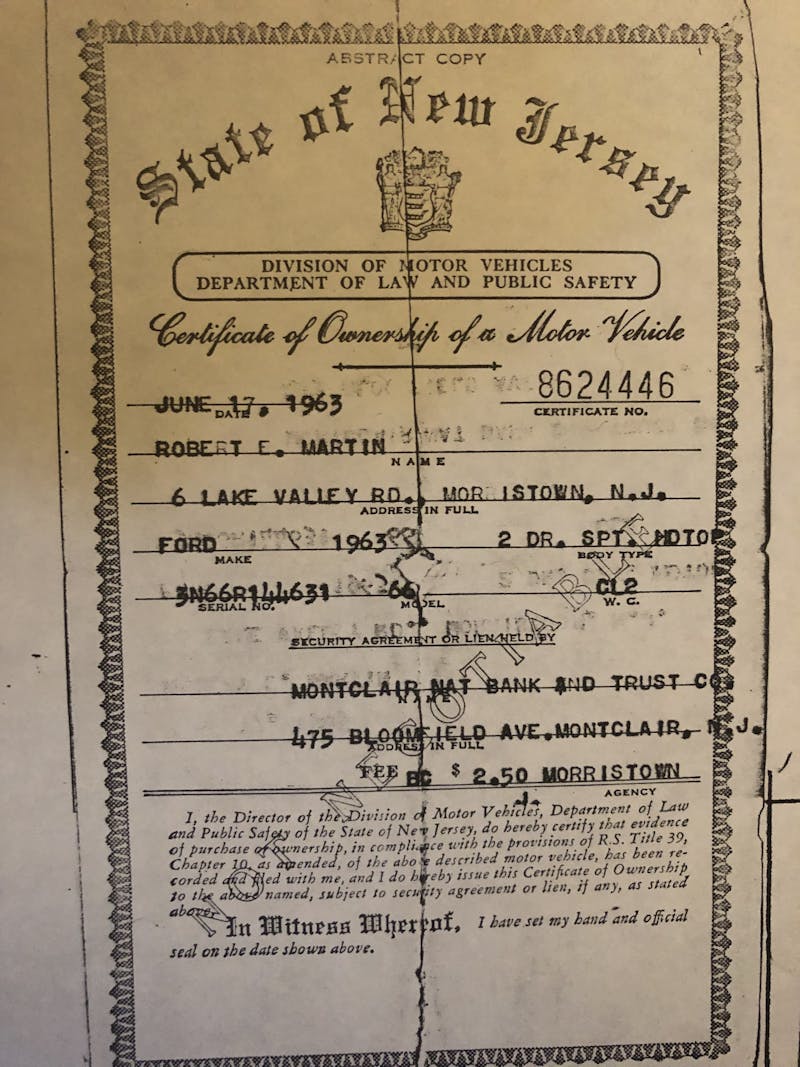 ABSTRACT COPY
State of New Jersey
DIVISION OF MOTOR VEHICLES
DEPARTMENT OF LAW AND PUBLIC SAFETY
Certificate of Ownership of a Motor Vehicle
JUNE 17, 1963 8624446
DATE CERTIFICATE NO.
ROBERT E. MARTIN
NAME
6 LAKE VALLEY RD., MORRISTOWN, N.J.
ADDRESS IN FULL
FORD 1963 2 DR. SPT. HDTOP
MAKE BODY TYPE
3N66R144631 66 CL2
SERIAL NO. MODEL W. C.
SECURITY AGREEMENT OR LIEN HELD BY
MONTCLAIR NAT BANK AND TRUST CO
NAME
475 BLOOMFIELD AVE.MONTCLAIR, N.J.
ADDRESS IN FULL
FEE BC $ 2.50 MORRISTOWN
AGENCY
I, the Director of the Division of Motor Vehicles, Department of Law
and Public Safety of the State of New Jersey, do hereby certify that evidence
of purchase of ownership, in compliance with the provisions of R.S. Title 39,
Chapter 10, as amended, of the above described motor vehicle, has been re-
corded and filed with me, and I do hereby issue this Certificate of Ownership
to the above named, subject to security agreement or lien, if any, as stated
above.
In Witness Whereof, I have set my hand and official
seal on the date shown above.